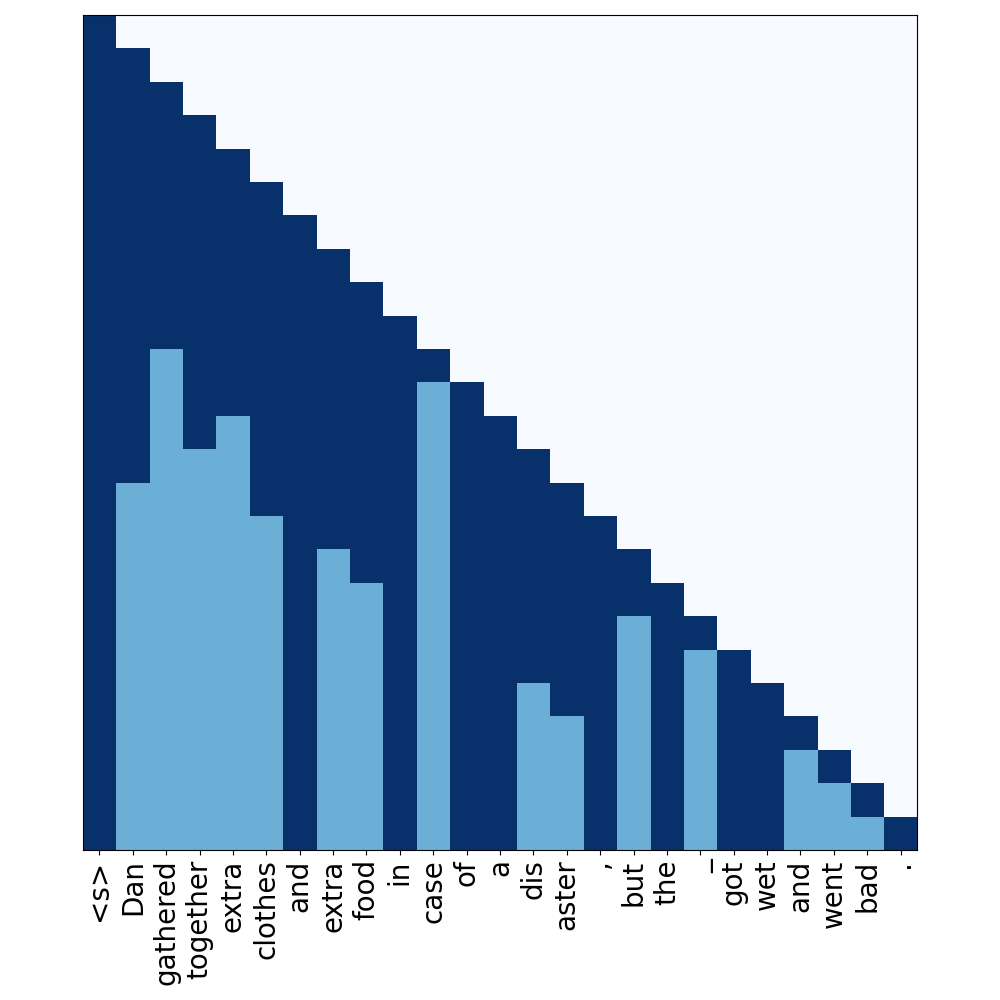 <s>
Dan
gathered
together
extra
clothes
and
extra
food
in
case
of
a
dis
aster
,
but
the
_
got
wet
and
went
bad
.